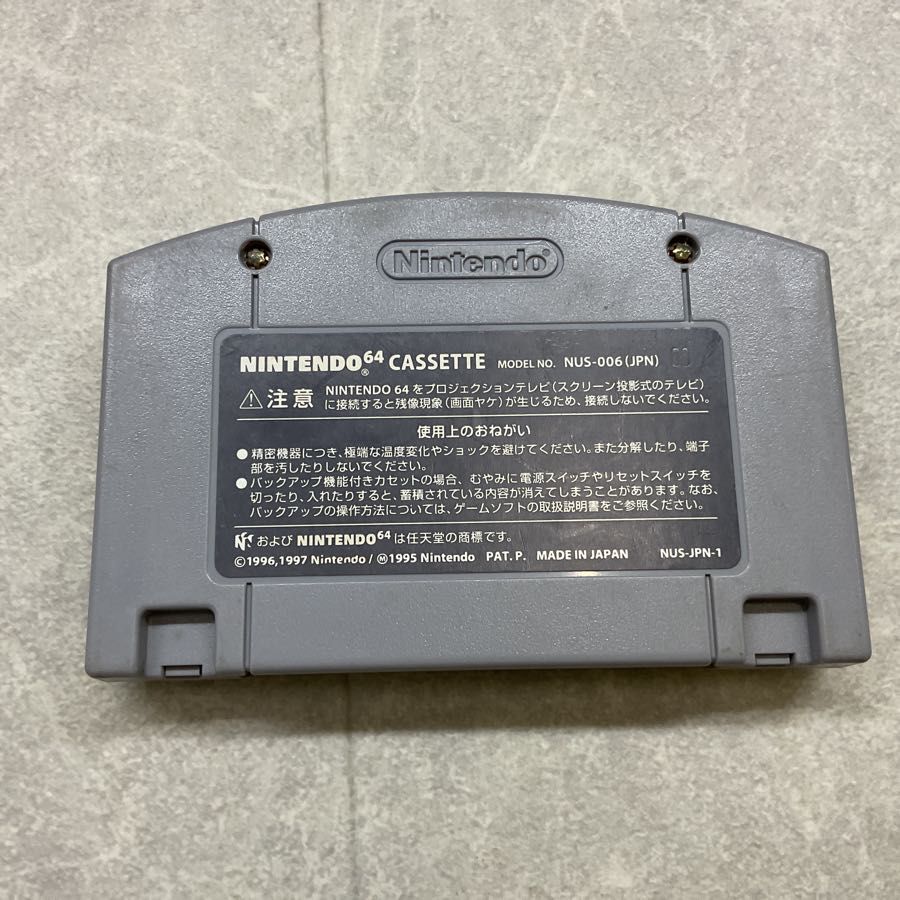 Nintendo®
NINTENDO64® CASSETTE MODEL NO. NUS-006(JPN)
⚠注意 NINTENDO 64をプロジェクションテレビ(スクリーン投影式のテレビ)
に接続すると残像現象(画面ヤケ)が生じるため、接続しないでください。
使用上のおねがい
●精密機器につき、極端な温度変化やショックを避けてください。また分解したり、端子
部を汚したりしないでください。
●バックアップ機能付きカセットの場合、むやみに電源スイッチやリセットスイッチを
切ったり、入れたりすると、蓄積されている内容が消えてしまうことがあります。なお、
バックアップの操作方法については、ゲームソフトの取扱説明書をご参照ください。
および NINTENDO64は任天堂の商標です。
©1996,1997 Nintendo/Ⓜ1995 Nintendo PAT. P. MADE IN JAPAN NUS-JPN-1